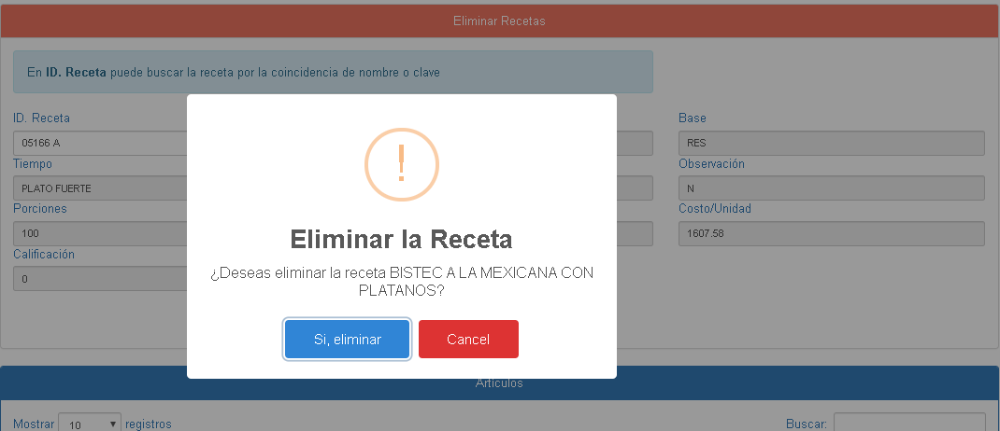 Eliminar Recetas
En ID. Receta puede buscar la receta por la coincidencia de nombre o clave
ID. Receta
Base
05166 A
RES
Tiempo
Observación
PLATO FUERTE
N
Porciones
Costo/Unidad
100
1607.58
Calificación
0
!
Eliminar la Receta
¿Deseas eliminar la receta BISTEC A LA MEXICANA CON
PLATANOS?
Si, eliminar
Cancel
Artículos
Mostrar 10 registros
Buscar: